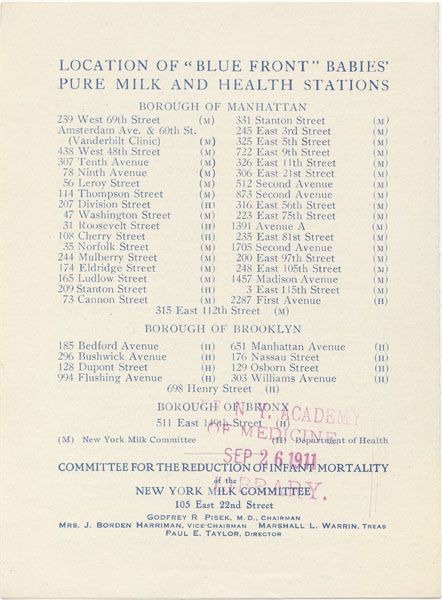 LOCATION OF "BLUE FRONT" BABIES'
PURE MILK AND HEALTH STATIONS
BOROUGH OF MANHATTAN
239 West 69th Street (M)
Amsterdam Ave. & 60th St.
(Vanderbilt Clinic) (M)
438 West 48th Street (M)
307 Tenth Avenue (M)
78 Ninth Avenue (M)
56 Leroy Street (M)
114 Thompson Street (M)
207 Division Street (H)
47 Washington Street (M)
31 Roosevelt Street (H)
108 Cherry Street (H)
35 Norfolk Street (M)
244 Mulberry Street (M)
174 Eldridge Street (M)
165 Ludlow Street (M)
209 Stanton Street (H)
73 Cannon Street (M)
331 Stanton Street (M)
245 East 3rd Street (M)
325 East 5th Street (M)
722 East 9th Street (M)
326 East 11th Street (M)
306 East 21st Street (M)
512 Second Avenue (M)
873 Second Avenue (M)
316 East 56th Street (M)
223 East 75th Street (M)
1391 Avenue A (M)
235 East 81st Street (M)
1705 Second Avenue (M)
200 East 97th Street (M)
248 East 105th Street (M)
1457 Madison Avenue (M)
3 East 115th Street (M)
2287 First Avenue (H)
315 East 112th Street (M)
BOROUGH OF BROOKLYN
185 Bedford Avenue (H)
296 Bushwick Avenue (H)
128 Dupont Street (H)
994 Flushing Avenue (H)
651 Manhattan Avenue (H)
176 Nassau Street (H)
129 Osborn Street (H)
303 Williams Avenue (H)
698 Henry Street (H)
BOROUGH OF BRONX
511 East 149th Street (H)
(M) New York Milk Committee (H) Department of Health
N. Y. ACADEMY
OF MEDICINE
SEP 26 1911
COMMITTEE FOR THE REDUCTION OF INFANT MORTALITY
of the
NEW YORK MILK COMMITTEE
105 East 22nd Street
GODFREY R. PISEK, M.D., CHAIRMAN
MRS. J. BORDEN HARRIMAN, VICE-CHAIRMAN MARSHALL L. WARRIN, TREAS
PAUL E. TAYLOR, DIRECTOR